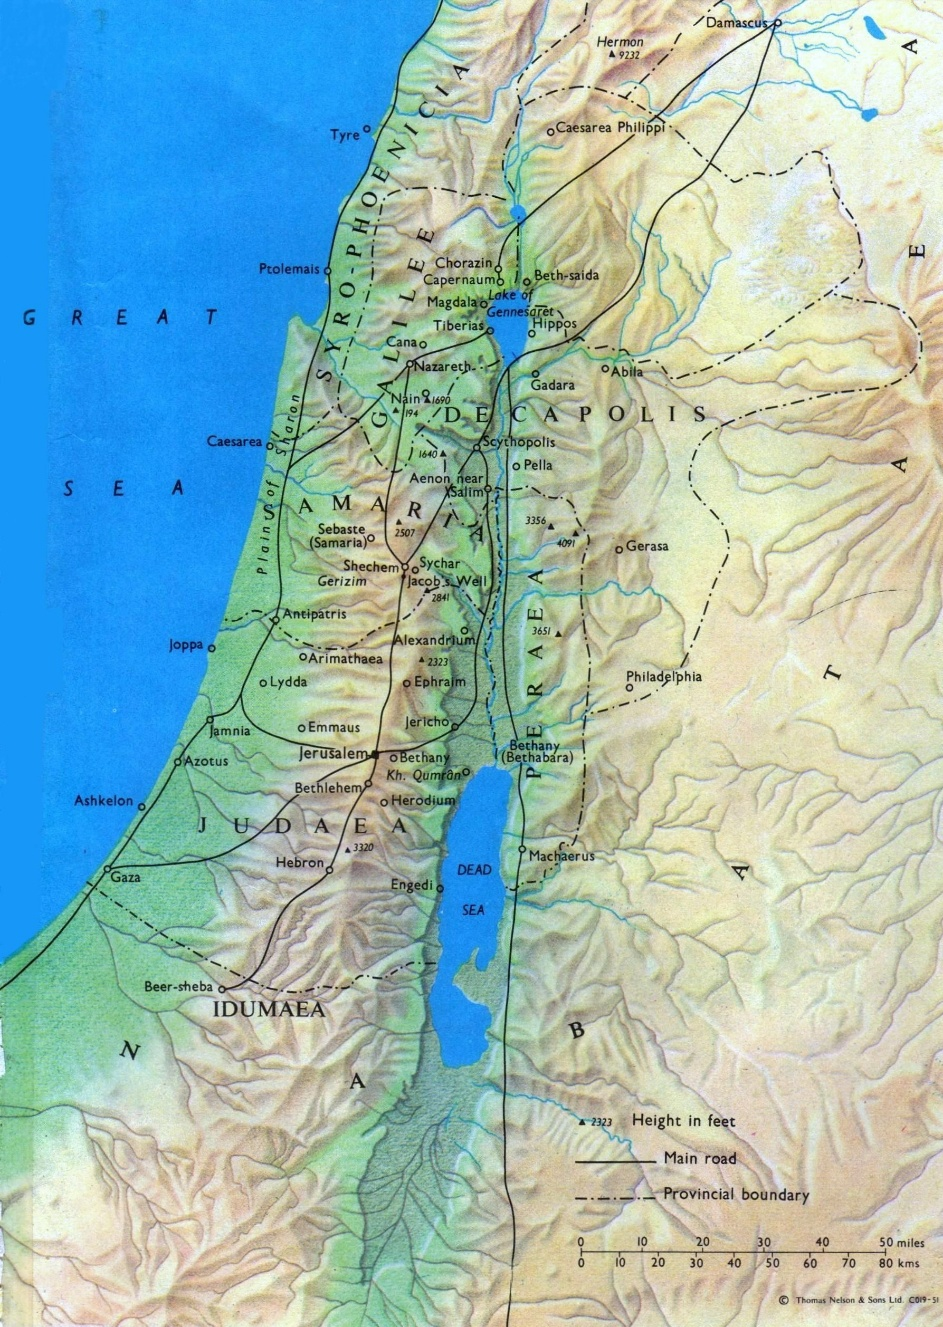 Damascus
Hermon
▲ 9232
A
Caesarea Philippi
Tyre
SYRO-PHOENICIA
GALILEE
Ptolemais
Chorazin
Capernaum
Beth-saida
E
Magdala
Lake of
Gennesaret
GREAT
Tiberias
Hippos
Cana
Nazareth
Gadara
Abila
Nain
▲ 1690
▲ 194
DECAPOLIS
Caesarea
Plain of Sharon
Scythopolis
1640 ▲
Pella
A
SEA
Aenon near
Salim
SAMARIA
▲
2507
3356 ▲
4091 ▲
Sebaste
(Samaria)
Gerasa
Shechem
Sychar
Gerizim
Jacob's Well
▲ 2841
PERAEA
Antipatris
Joppa
Alexandrium
3651 ▲
Arimathaea
▲ 2323
Lydda
Ephraim
Philadelphia
T
Jamnia
Emmaus
Jericho
Jerusalem
Bethany
Bethany
(Bethabara)
Azotus
Kh. Qumrân
Bethlehem
Ashkelon
Herodium
JUDAEA
▲ 3320
Hebron
Machaerus
DEAD
SEA
A
Gaza
Engedi
Beer-sheba
IDUMAEA
N
B
A
▲ 2323 Height in feet
Main road
Provincial boundary
0 10 20 30 40 50 miles
0 10 20 30 40 50 60 70 80 kms
© Thomas Nelson & Sons Ltd. C019-51